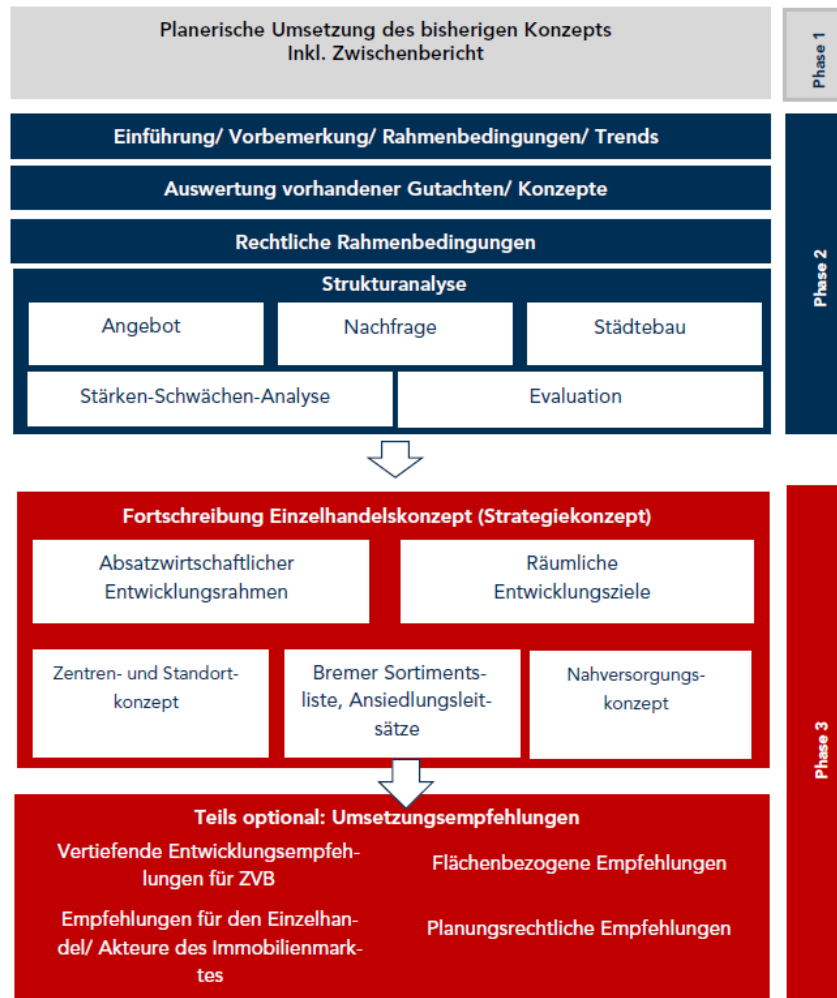 Planerische Umsetzung des bisherigen Konzepts
Inkl. Zwischenbericht
Phase 1
Einführung/ Vorbemerkung/ Rahmenbedingungen/ Trends
Auswertung vorhandener Gutachten/ Konzepte
Rechtliche Rahmenbedingungen
Phase 2
Strukturanalyse
Angebot
Nachfrage
Städtebau
Stärken-Schwächen-Analyse
Evaluation
Fortschreibung Einzelhandelskonzept (Strategiekonzept)
Absatzwirtschaftlicher
Entwicklungsrahmen
Räumliche
Entwicklungsziele
Zentren- und Standort-
konzept
Bremer Sortiments-
liste, Ansiedlungsleit-
sätze
Nahversorgungs-
konzept
Phase 3
Teils optional: Umsetzungsempfehlungen
Vertiefende Entwicklungsempfeh-
lungen für ZVB
Flächenbezogene Empfehlungen
Empfehlungen für den Einzelhan-
del/ Akteure des Immobilienmark-
tes
Planungsrechtliche Empfehlungen